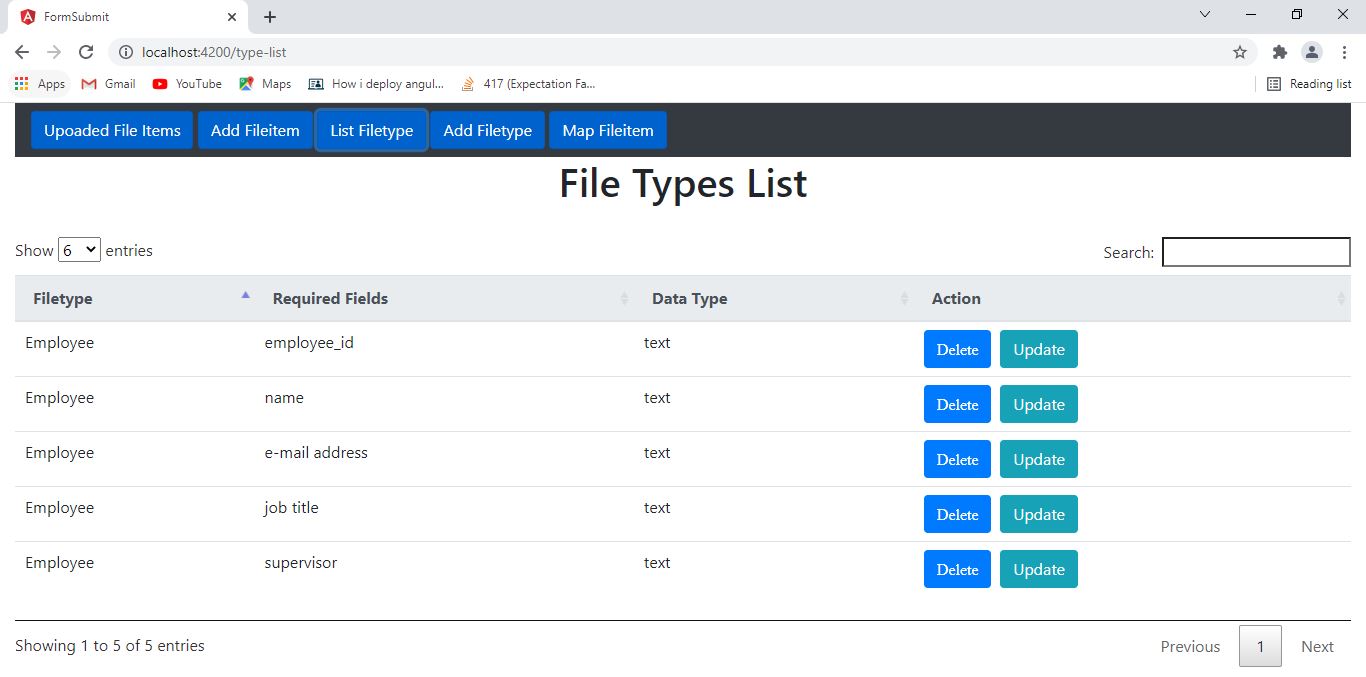 FormSubmit
localhost:4200/type-list
Apps Gmail YouTube Maps How i deploy angul... 417 (Expectation Fa... Reading list
Upoaded File Items Add Fileitem List Filetype Add Filetype Map Fileitem
File Types List
Show 6 entries Search:
Filetype Required Fields Data Type Action
Employee employee_id text Delete Update
Employee name text Delete Update
Employee e-mail address text Delete Update
Employee job title text Delete Update
Employee supervisor text Delete Update
Showing 1 to 5 of 5 entries Previous 1 Next